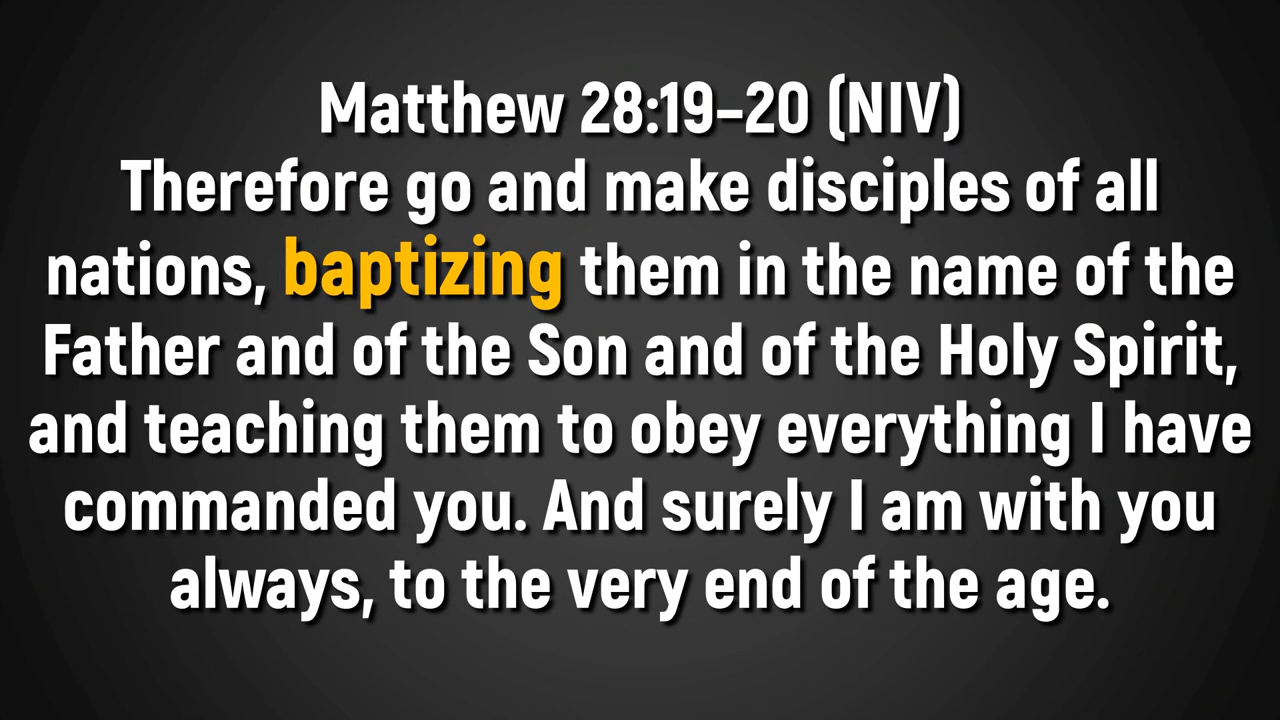 Matthew 28:19–20 (NIV)
Therefore go and make disciples of all
nations, baptizing them in the name of the
Father and of the Son and of the Holy Spirit,
and teaching them to obey everything I have
commanded you. And surely I am with you
always, to the very end of the age.